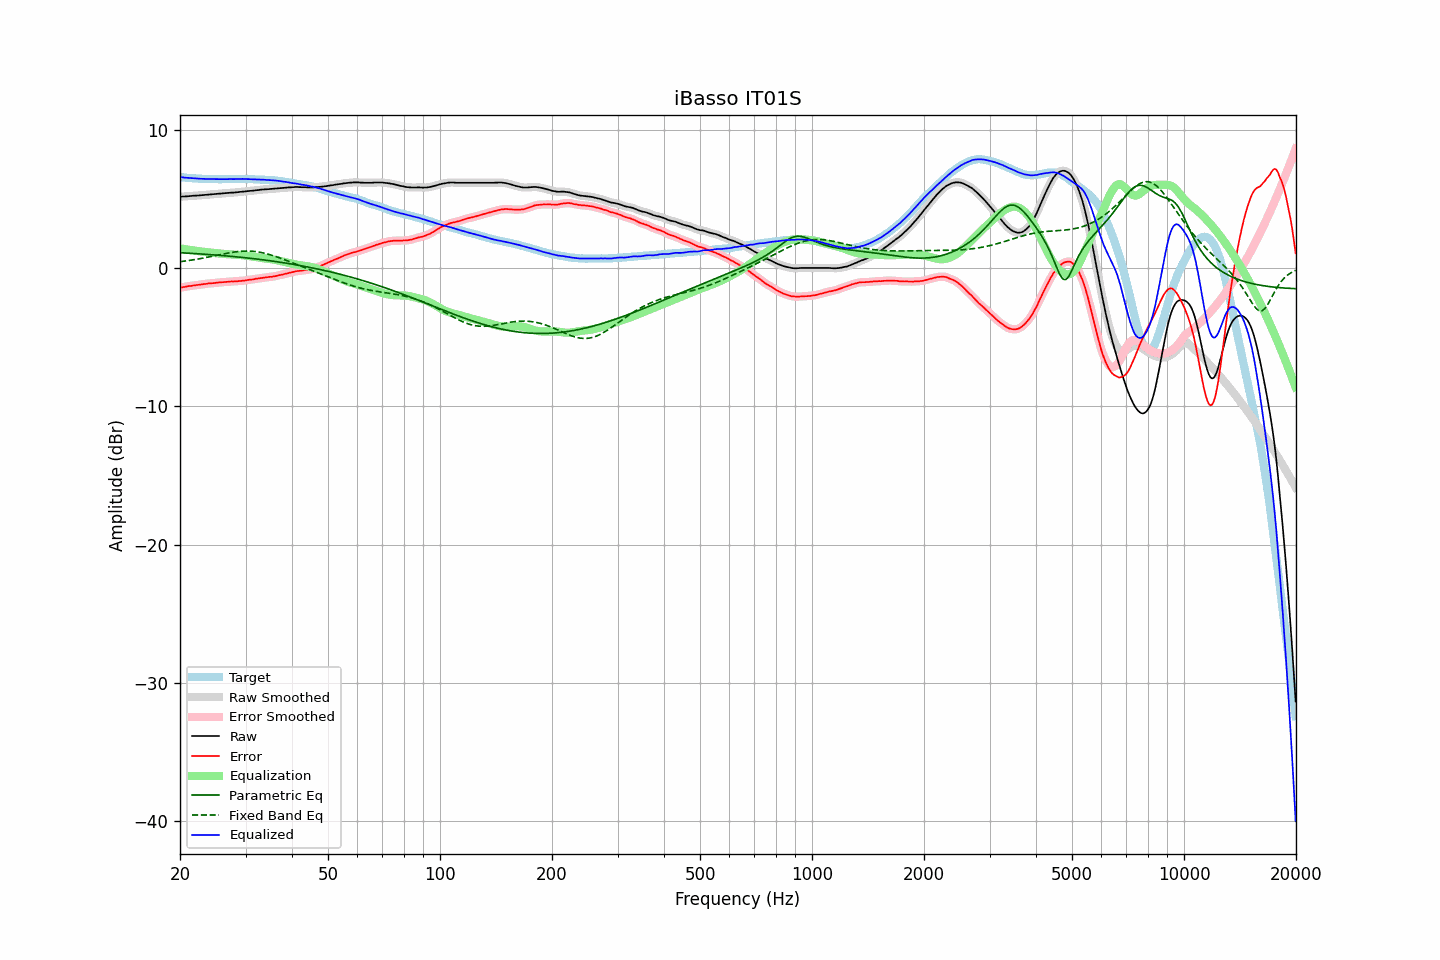 iBasso IT01S
10
0
−10
−20
−30
−40
Amplitude (dBr)
Target
Raw Smoothed
Error Smoothed
Raw
Error
Equalization
Parametric Eq
Fixed Band Eq
Equalized
20 50 100 200 500 1000 2000 5000 10000 20000
Frequency (Hz)